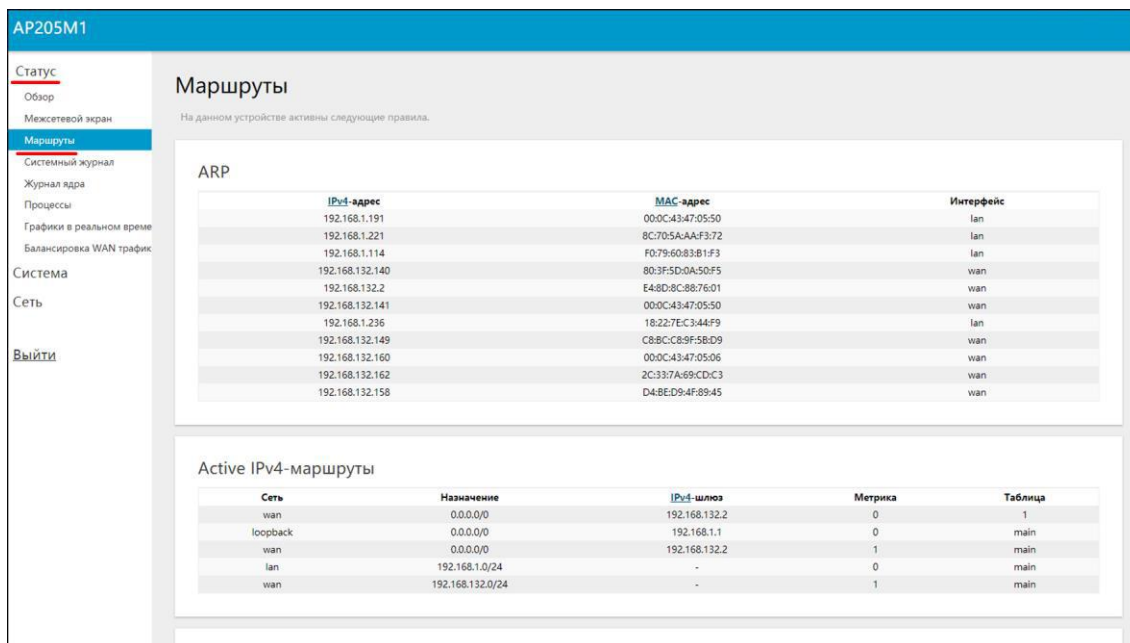 AP205M1
Статус
Обзор
Межсетевой экран
Маршруты
Системный журнал
Журнал ядра
Процессы
Графики в реальном време
Балансировка WAN трафик
Система
Сеть
Выйти
Маршруты
На данном устройстве активны следующие правила.
ARP
IPv4-адрес MAC-адрес Интерфейс
192.168.1.191 00:0C:43:47:05:50 lan
192.168.1.221 8C:70:5A:AA:F3:72 lan
192.168.1.114 F0:79:60:83:B1:F3 lan
192.168.132.140 80:3F:5D:0A:50:F5 wan
192.168.132.2 E4:8D:8C:88:76:01 wan
192.168.132.141 00:0C:43:47:05:50 wan
192.168.1.236 18:22:7E:C3:44:F9 lan
192.168.132.149 C8:BC:C8:9F:5B:D9 wan
192.168.132.160 00:0C:43:47:05:06 wan
192.168.132.162 2C:33:7A:69:CD:C3 wan
192.168.132.158 D4:BE:D9:4F:89:45 wan
Active IPv4-маршруты
Сеть Назначение IPv4-шлюз Метрика Таблица
wan 0.0.0.0/0 192.168.132.2 0 1
loopback 0.0.0.0/0 192.168.1.1 0 main
wan 0.0.0.0/0 192.168.132.2 1 main
lan 192.168.1.0/24 - 0 main
wan 192.168.132.0/24 - 1 main